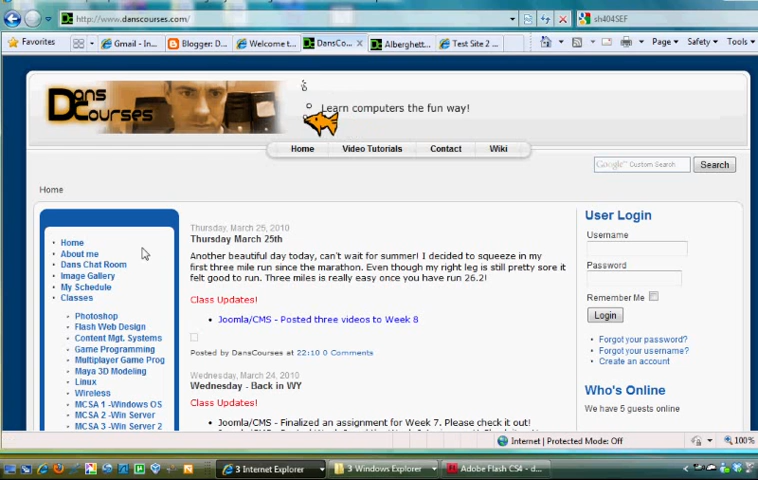 http://www.danscourses.com/
sh404SEF
Favorites
Gmail - In...
Blogger: D...
Welcome t...
DansCo...
Alberghett...
Test Site 2 ...
Page
Safety
Tools
Dans Courses
Learn computers the fun way!
Home
Video Tutorials
Contact
Wiki
Google™ Custom Search
Search
Home
Home
About me
Dans Chat Room
Image Gallery
My Schedule
Classes
Photoshop
Flash Web Design
Content Mgt. Systems
Game Programming
Multiplayer Game Prog
Maya 3D Modeling
Linux
Wireless
MCSA 1 -Windows OS
MCSA 2 -Win Server
MCSA 3 -Win Server 2
Thursday, March 25, 2010
Thursday March 25th
Another beautiful day today, can't wait for summer! I decided to squeeze in my
first three mile run since the marathon. Even though my right leg is still pretty sore it
felt good to run. Three miles is really easy once you have run 26.2!
Class Updates!
Joomla/CMS - Posted three videos to Week 8
Posted by DansCourses at 22:10 0 Comments
Wednesday, March 24, 2010
Wednesday - Back in WY
Class Updates!
Joomla/CMS - Finalized an assignment for Week 7. Please check it out!
User Login
Username
Password
Remember Me
Login
Forgot your password?
Forgot your username?
Create an account
Who's Online
We have 5 guests online
Internet | Protected Mode: Off
100%
3 Internet Explorer
3 Windows Explorer
Adobe Flash CS4 - d...